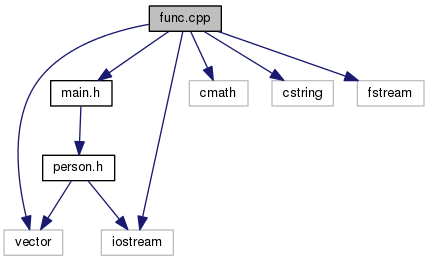 func.cpp
main.h
cmath
cstring
fstream
person.h
vector
iostream